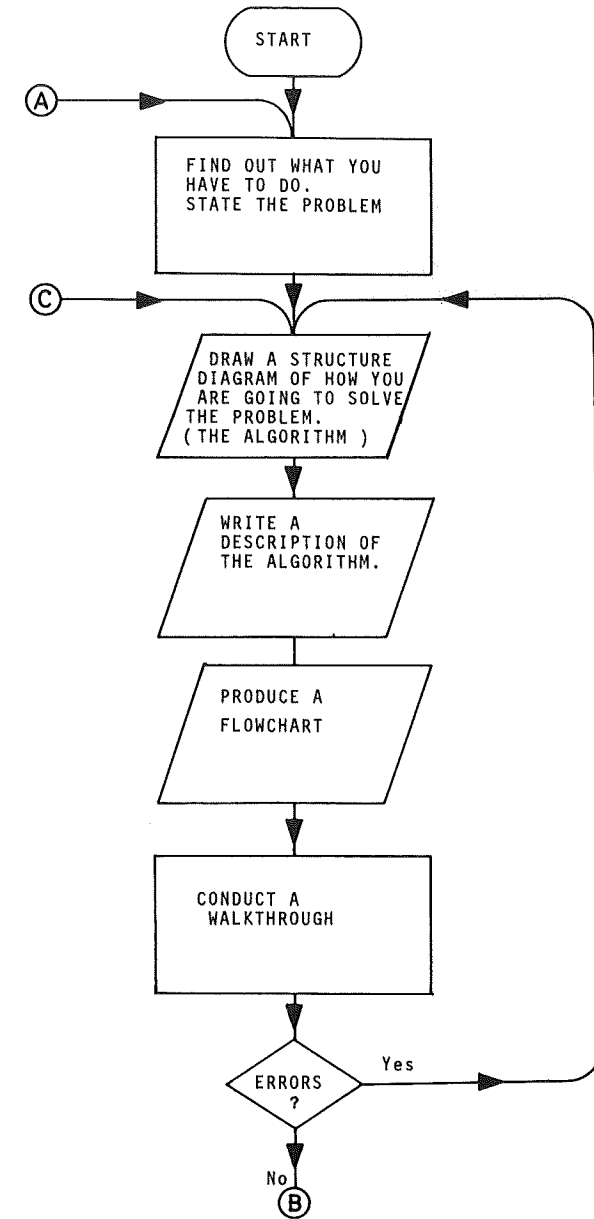 START
A
FIND OUT WHAT YOU
HAVE TO DO.
STATE THE PROBLEM
C
DRAW A STRUCTURE
DIAGRAM OF HOW YOU
ARE GOING TO SOLVE
THE PROBLEM.
(THE ALGORITHM )
WRITE A
DESCRIPTION OF
THE ALGORITHM.
PRODUCE A
FLOWCHART
CONDUCT A
WALKTHROUGH
Yes
ERRORS
?
No
B